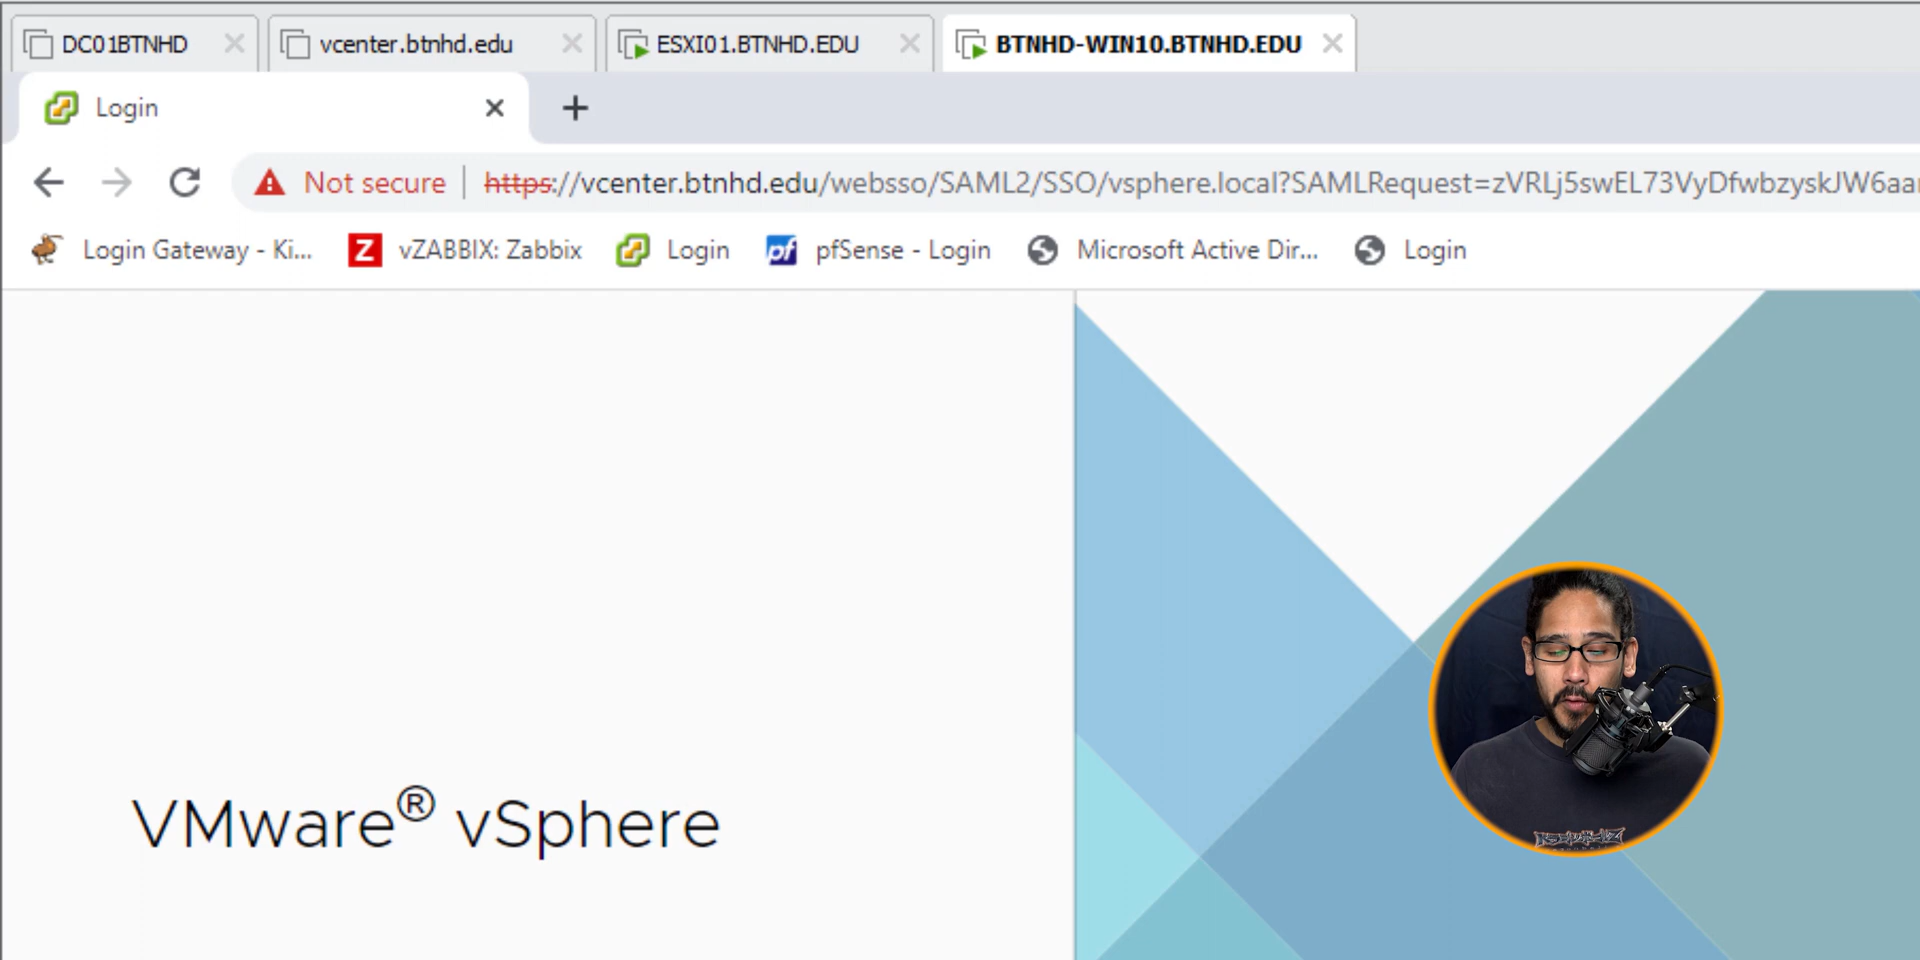 DC01BTNHD
vcenter.btnhd.edu
ESXI01.BTNHD.EDU
BTNHD-WIN10.BTNHD.EDU
Login
Not secure
https://vcenter.btnhd.edu/websso/SAML2/SSO/vsphere.local?SAMLRequest=zVRLj5swEL73VyDfwbzyskJW6aa
Login Gateway - Ki...
Z vZABBIX: Zabbix
Login
pf pfSense - Login
Microsoft Active Dir...
Login
VMware® vSphere